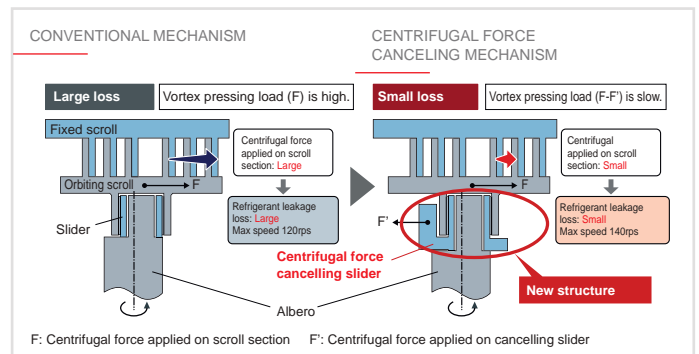 CONVENTIONAL MECHANISM
CENTRIFUGAL FORCE
CANCELING MECHANISM
Large loss
Vortex pressing load (F) is high.
Small loss
Vortex pressing load (F-F') is slow.
Fixed scroll
Centrifugal force
applied on scroll
section: Large
Centrifugal
applied on scroll
section: Small
Orbiting scroll
F
F
Refrigerant leakage
loss: Large
Max speed 120rps
Refrigerant leakage
loss: Small
Max speed 140rps
Slider
F'
Centrifugal force
cancelling slider
New structure
Albero
F: Centrifugal force applied on scroll section F': Centrifugal force applied on cancelling slider